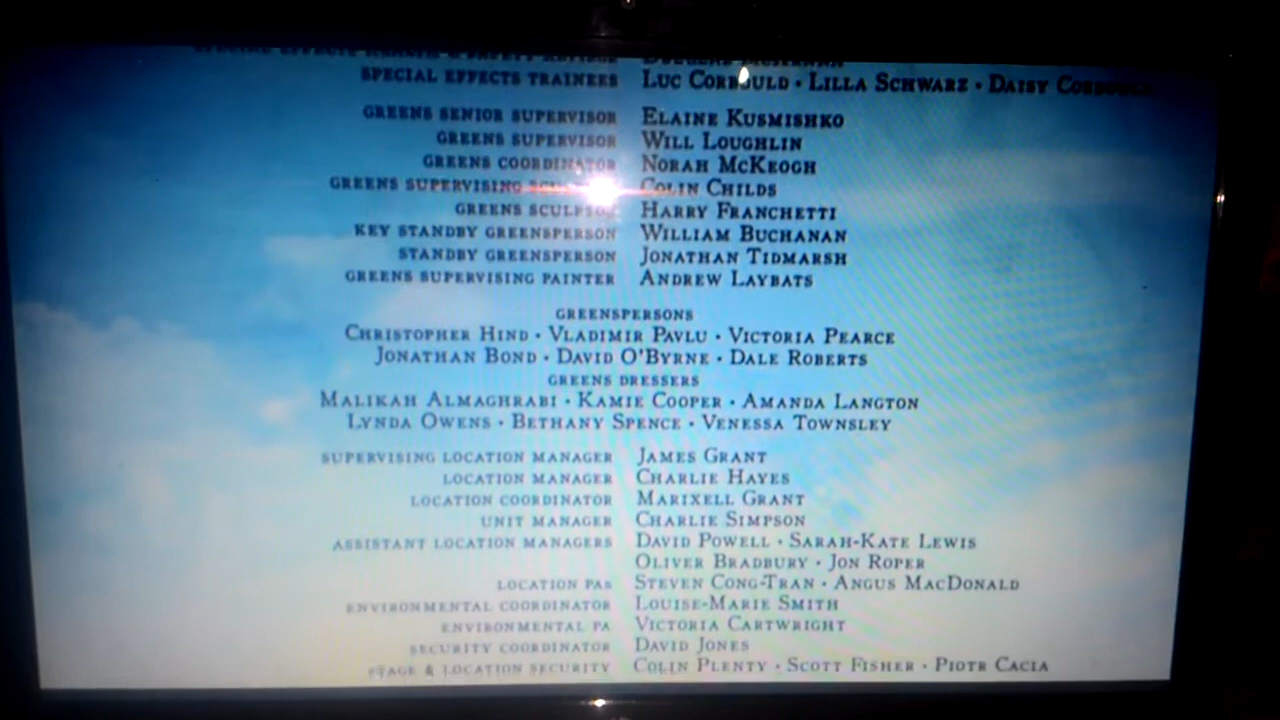 SPECIAL EFFECTS TRAINEES LUC CORBOULD • LILLA SCHWARZ • DAISY CORBOULD
GREENS SENIOR SUPERVISOR ELAINE KUSMISHKO
GREENS SUPERVISOR WILL LOUGHLIN
GREENS COORDINATOR NORAH MCKEOGH
GREENS SUPERVISING COLIN CHILDS
GREENS SCULPTOR HARRY FRANCHETTI
KEY STANDBY GREENSPERSON WILLIAM BUCHANAN
STANDBY GREENSPERSON JONATHAN TIDMARSH
GREENS SUPERVISING PAINTER ANDREW LAYBATS
GREENSPERSONS
CHRISTOPHER HIND • VLADIMIR PAVLU • VICTORIA PEARCE
JONATHAN BOND • DAVID O'BYRNE • DALE ROBERTS
GREENS DRESSERS
MALIKAH ALMAGHRABI • KAMIE COOPER • AMANDA LANGTON
LYNDA OWENS • BETHANY SPENCE • VENESSA TOWNSLEY
SUPERVISING LOCATION MANAGER JAMES GRANT
LOCATION MANAGER CHARLIE HAYES
LOCATION COORDINATOR MARIXELL GRANT
UNIT MANAGER CHARLIE SIMPSON
ASSISTANT LOCATION MANAGERS DAVID POWELL • SARAH-KATE LEWIS
OLIVER BRADBURY • JON ROPER
LOCATION PAS STEVEN CONG-TRAN • ANGUS MACDONALD
ENVIRONMENTAL COORDINATOR LOUISE-MARIE SMITH
ENVIRONMENTAL PA VICTORIA CARTWRIGHT
SECURITY COORDINATOR DAVID JONES
STAGE & LOCATION SECURITY COLIN PLENTY • SCOTT FISHER • PIOTR CACIA